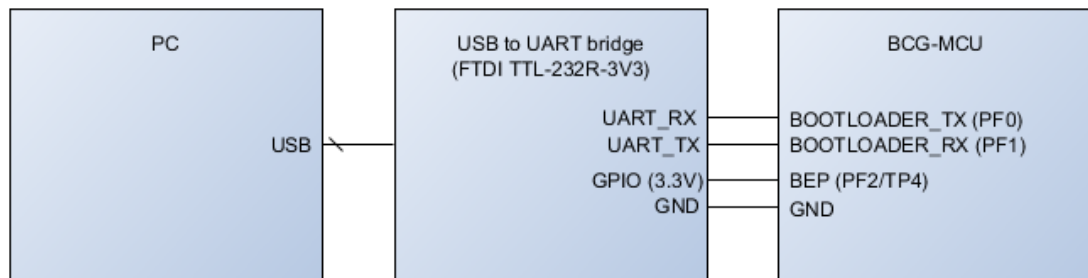 PC
USB
USB to UART bridge
(FTDI TTL-232R-3V3)
UART_RX
UART_TX
GPIO (3.3V)
GND
BCG-MCU
BOOTLOADER_TX (PF0)
BOOTLOADER_RX (PF1)
BEP (PF2/TP4)
GND